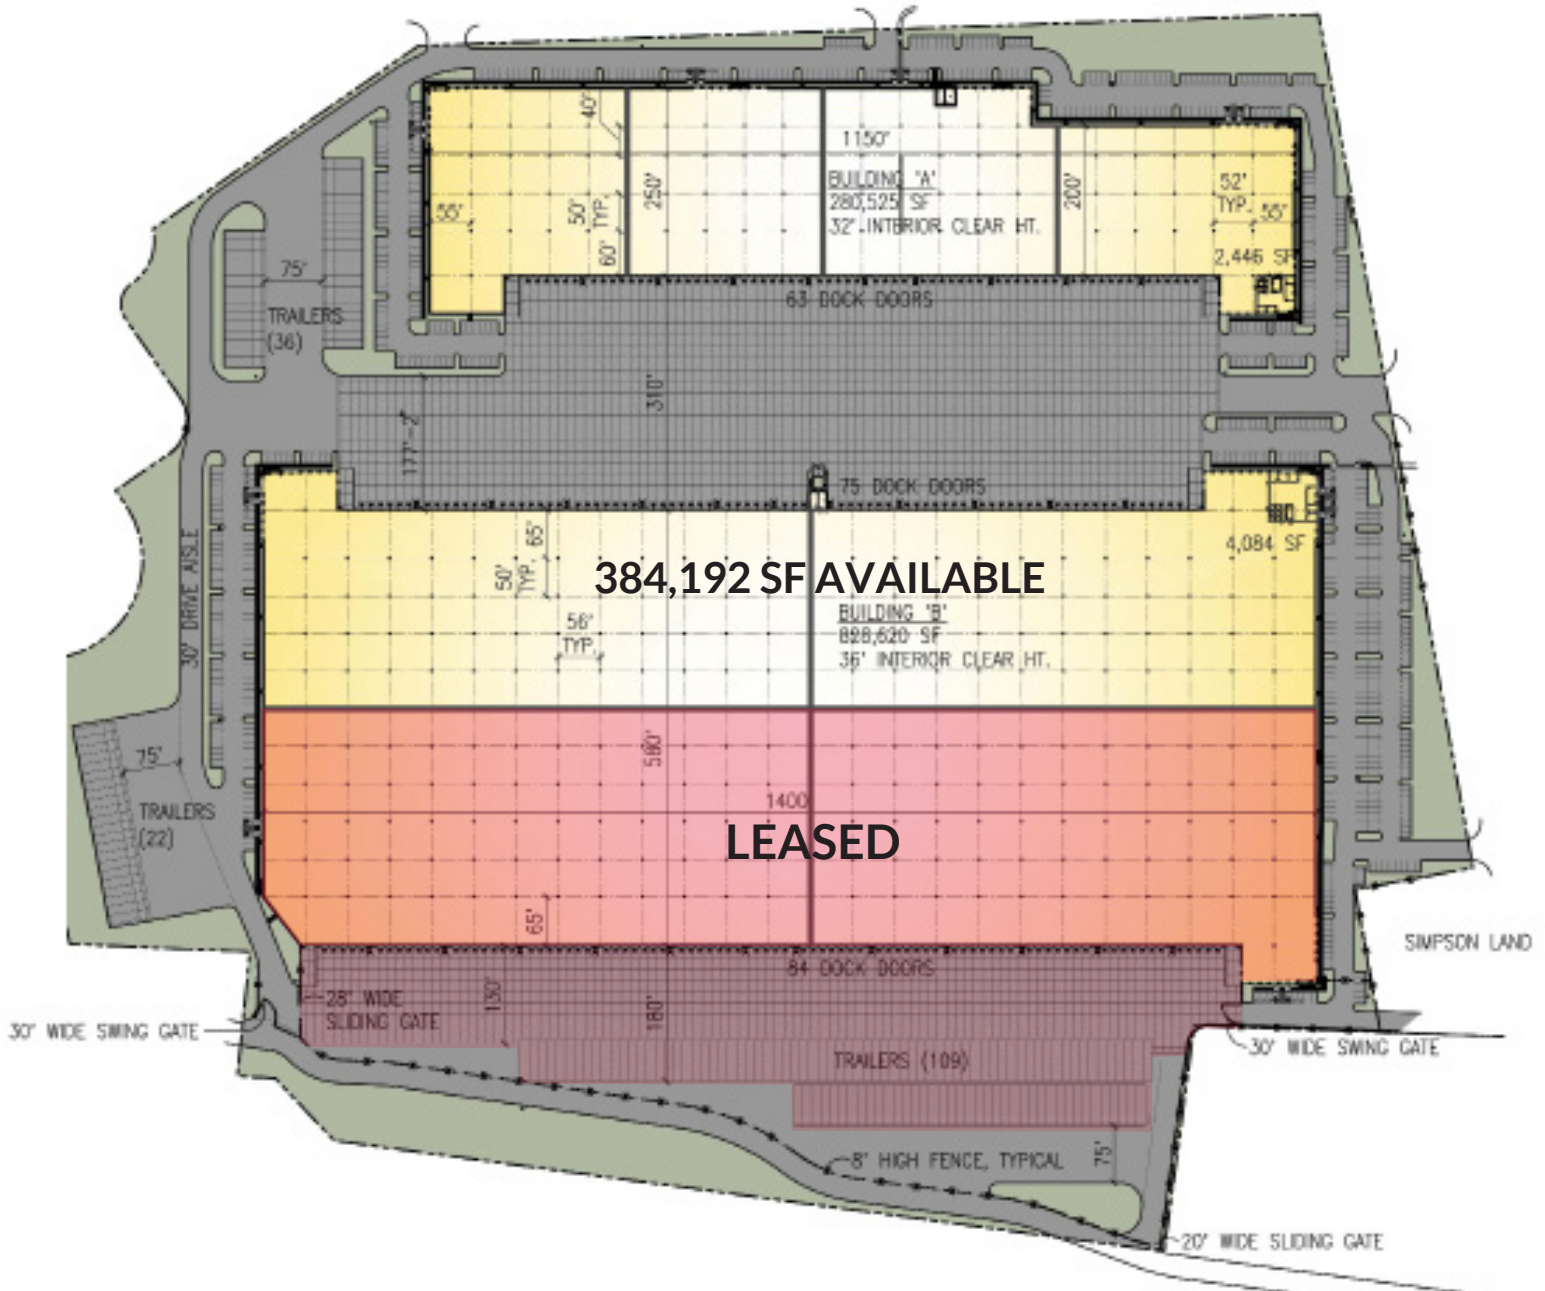 40'
1150'
BUILDING 'A'
280,525 SF
32' INTERIOR CLEAR HT.
250'
200'
50'
TYP.
52'
TYP.
55'
55'
60'
2,446 SF
75'
63 DOCK DOORS
TRAILERS
(36)
310'
177'-2"
75 DOCK DOORS
65'
4,084 SF
30' DRIVE AISLE
50'
TYP.
384,192 SF AVAILABLE
BUILDING 'B'
828,620 SF
36' INTERIOR CLEAR HT.
56'
TYP.
580'
75'
1400'
TRAILERS
(22)
LEASED
65'
SIMPSON LAND
84 DOCK DOORS
28' WIDE
SLIDING GATE
130'
180'
30' WIDE SWING GATE
30' WIDE SWING GATE
TRAILERS (109)
8' HIGH FENCE, TYPICAL
75'
20' WIDE SLIDING GATE